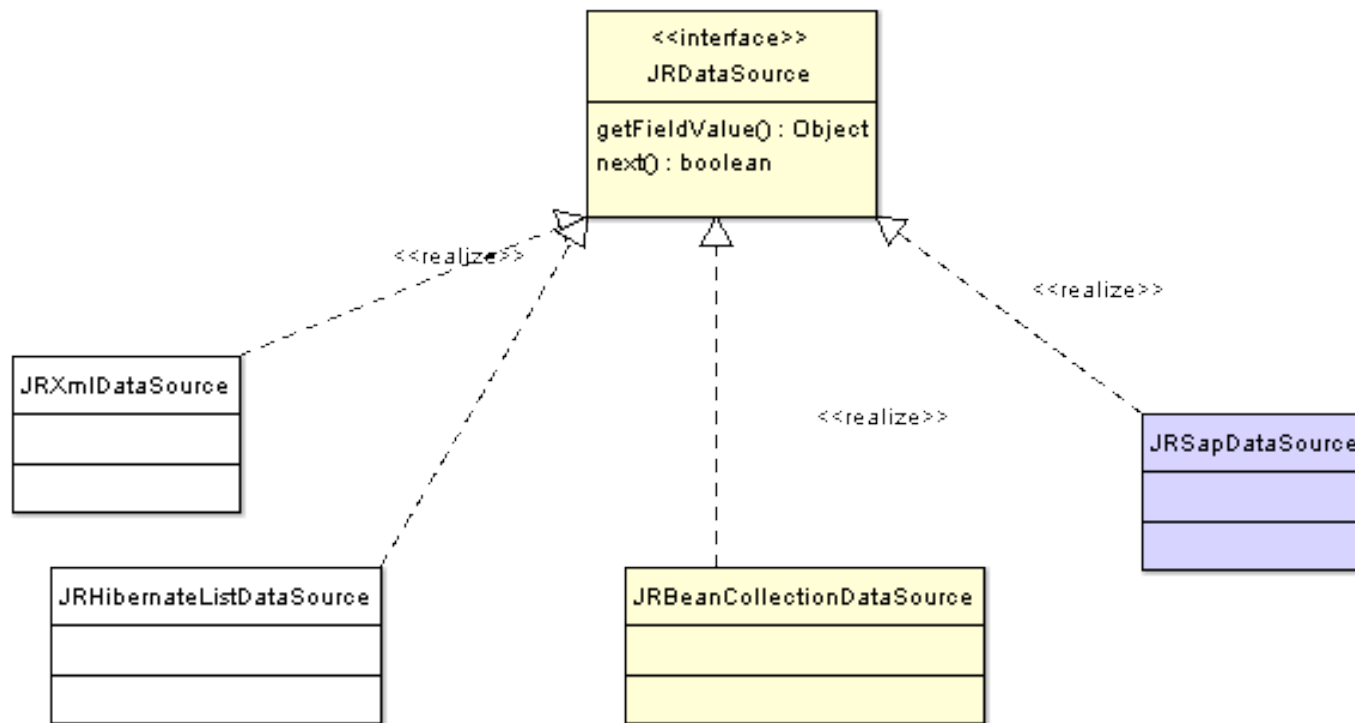 <<interface>>
JRDataSource
getFieldValue() : Object
next() : boolean
<<realize>>
<<realize>>
<<realize>>
JRXmlDataSource
JRSapDataSource
JRHibernateListDataSource
JRBeanCollectionDataSource